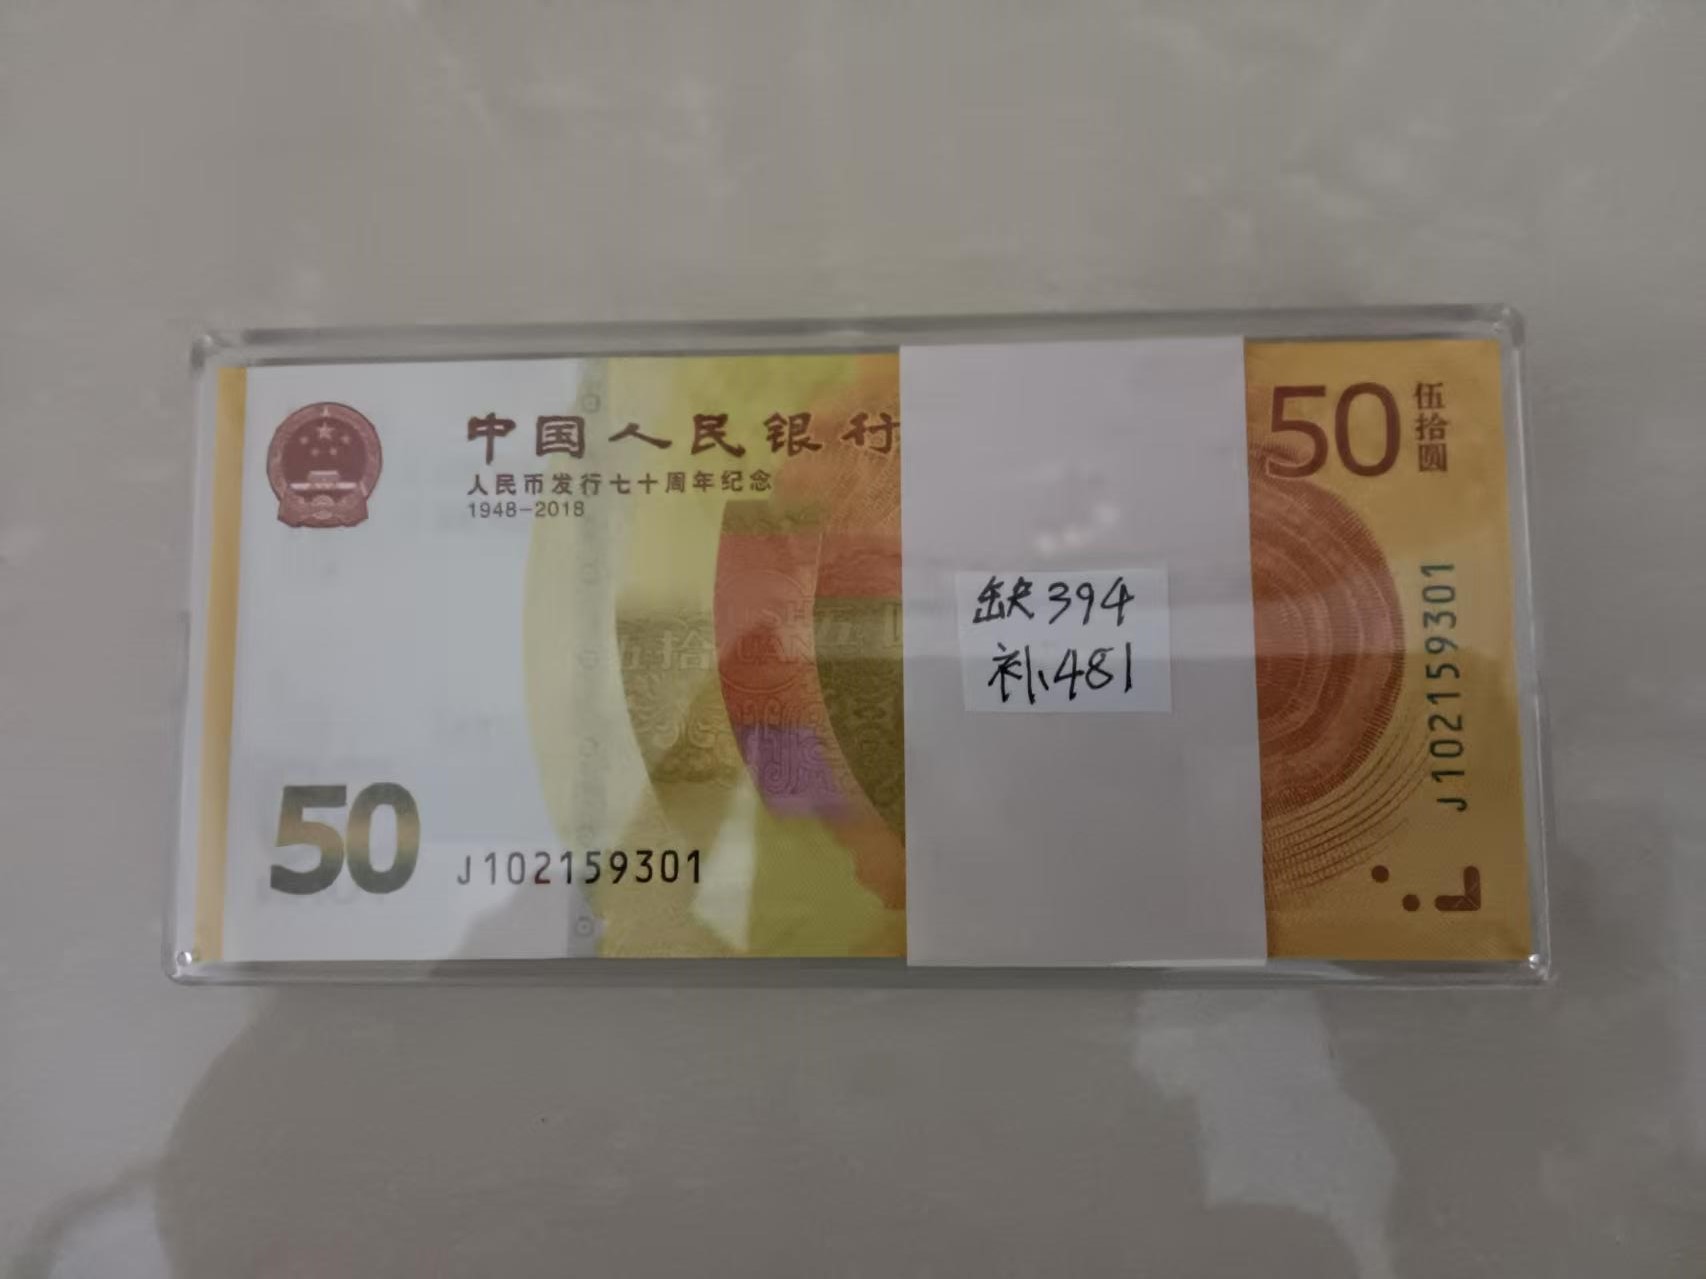 中国人民银行
人民币发行七十周年纪念
1948-2018
50
伍拾圆
缺394
补481
J102159301
50
J102159301